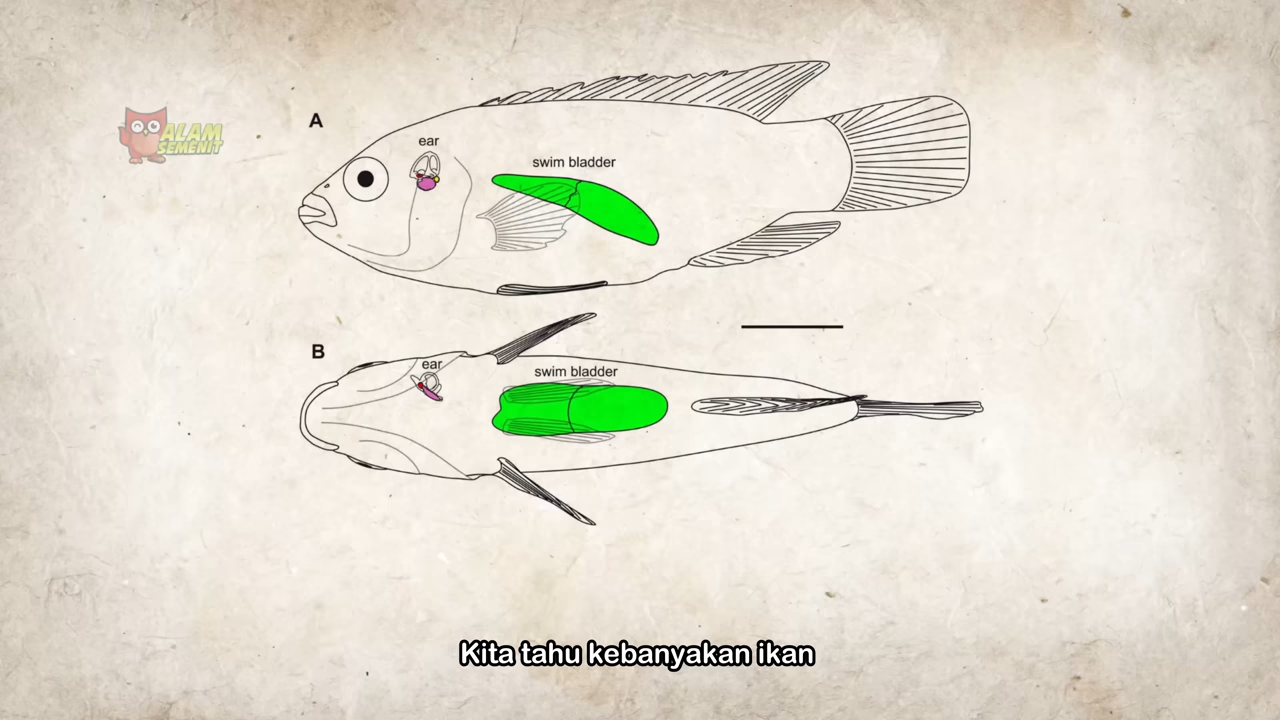 ALAM
SEMENIT
A
ear
swim bladder
B
ear
swim bladder
Kita tahu kebanyakan ikan